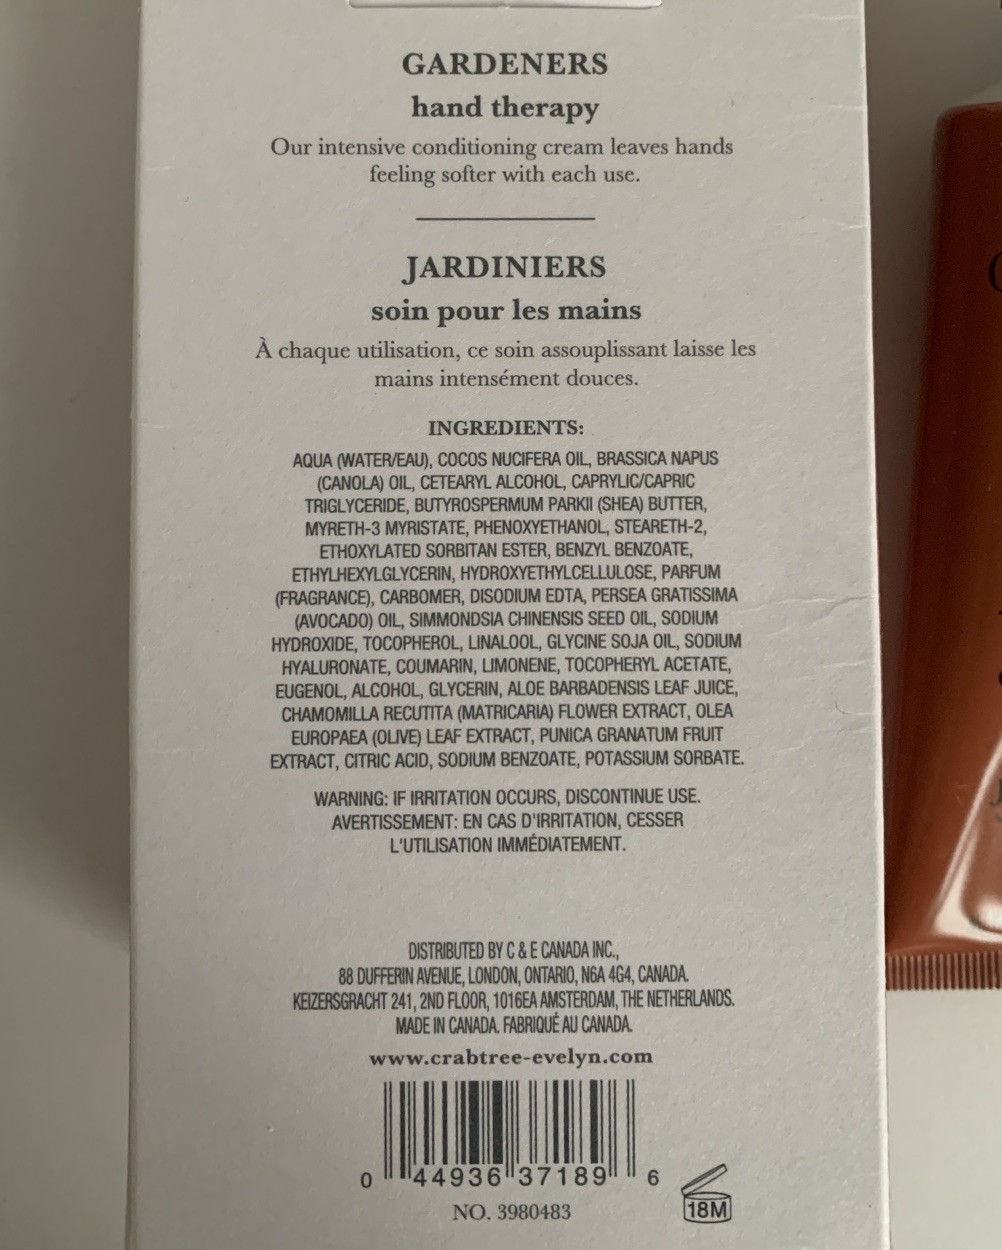 GARDENERS
hand therapy
Our intensive conditioning cream leaves hands
feeling softer with each use.
JARDINIERS
soin pour les mains
À chaque utilisation, ce soin assouplissant laisse les
mains intensément douces.
INGREDIENTS:
AQUA (WATER/EAU), COCOS NUCIFERA OIL, BRASSICA NAPUS
(CANOLA) OIL, CETEARYL ALCOHOL, CAPRYLIC/CAPRIC
TRIGLYCERIDE, BUTYROSPERMUM PARKII (SHEA) BUTTER,
MYRETH-3 MYRISTATE, PHENOXYETHANOL, STEARETH-2,
ETHOXYLATED SORBITAN ESTER, BENZYL BENZOATE,
ETHYLHEXYLGLYCERIN, HYDROXYETHYLCELLULOSE, PARFUM
(FRAGRANCE), CARBOMER, DISODIUM EDTA, PERSEA GRATISSIMA
(AVOCADO) OIL, SIMMONDSIA CHINENSIS SEED OIL, SODIUM
HYDROXIDE, TOCOPHEROL, LINALOOL, GLYCINE SOJA OIL, SODIUM
HYALURONATE, COUMARIN, LIMONENE, TOCOPHERYL ACETATE,
EUGENOL, ALCOHOL, GLYCERIN, ALOE BARBADENSIS LEAF JUICE,
CHAMOMILLA RECUTITA (MATRICARIA) FLOWER EXTRACT, OLEA
EUROPAEA (OLIVE) LEAF EXTRACT, PUNICA GRANATUM FRUIT
EXTRACT, CITRIC ACID, SODIUM BENZOATE, POTASSIUM SORBATE.
WARNING: IF IRRITATION OCCURS, DISCONTINUE USE.
AVERTISSEMENT: EN CAS D'IRRITATION, CESSER
L'UTILISATION IMMÉDIATEMENT.
DISTRIBUTED BY C & E CANADA INC.,
88 DUFFERIN AVENUE, LONDON, ONTARIO, N6A 4G4, CANADA.
KEIZERSGRACHT 241, 2ND FLOOR, 1016EA AMSTERDAM, THE NETHERLANDS.
MADE IN CANADA. FABRIQUÉ AU CANADA.
www.crabtree-evelyn.com
0 44936 37189 6
18M
NO. 3980483